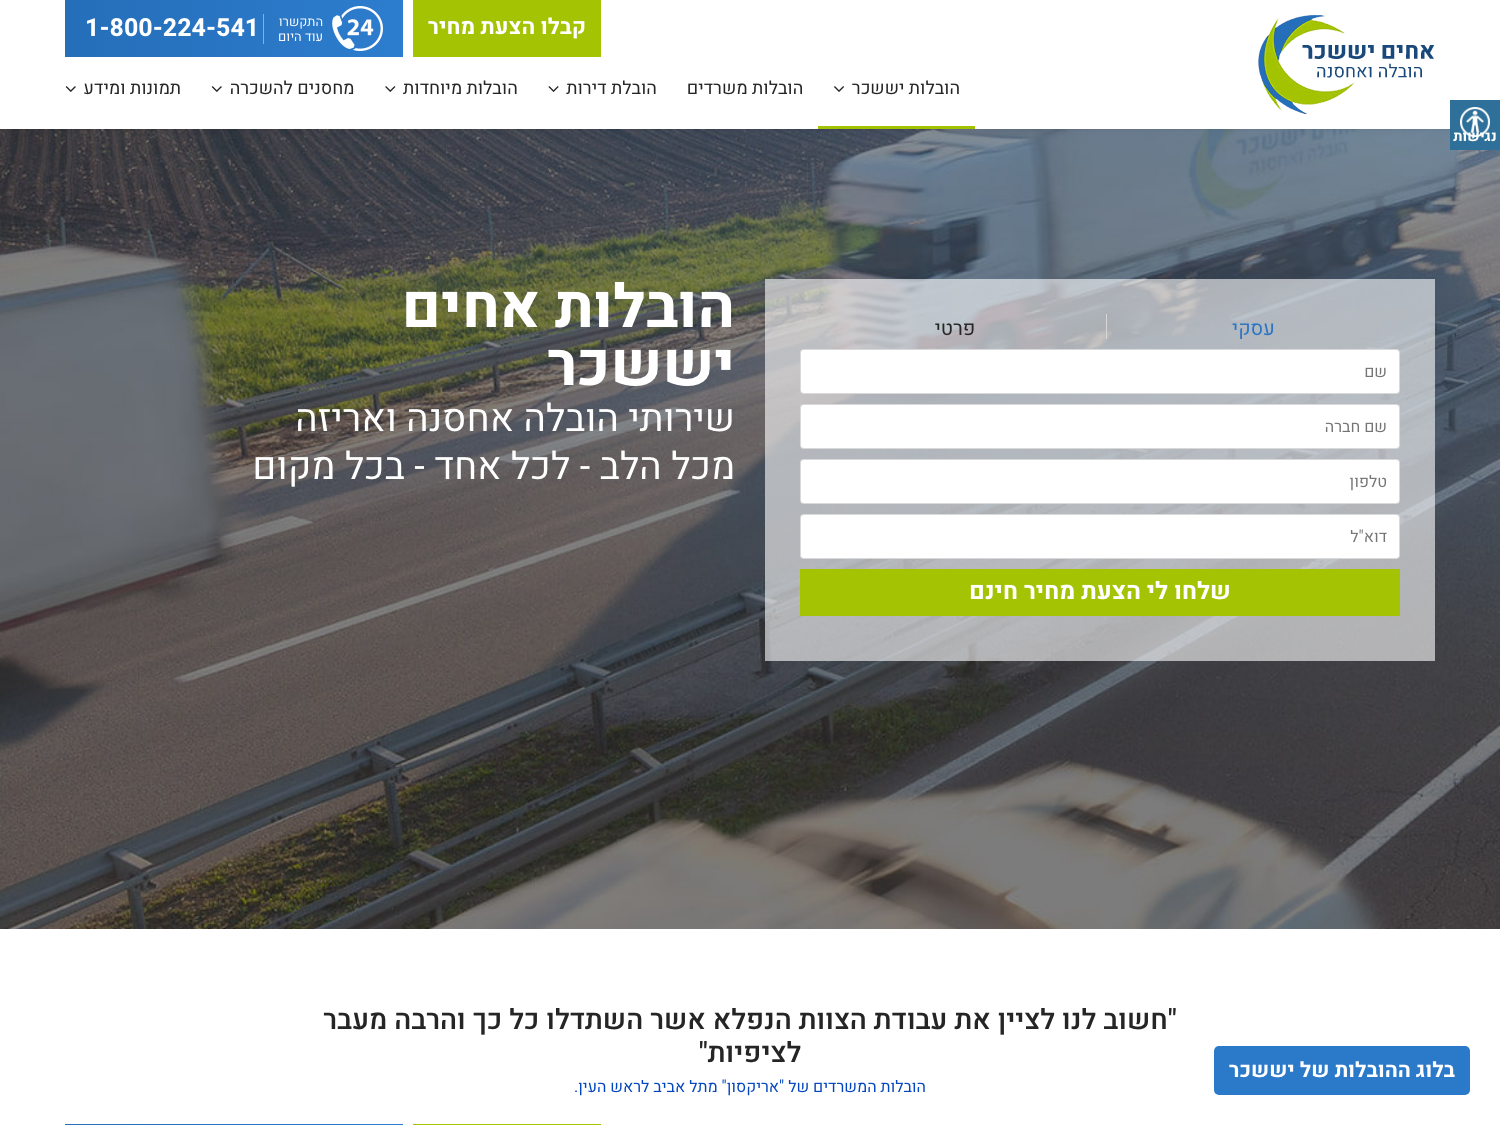 אחים יששכר
הובלה ואחסנה
קבלו הצעת מחיר
24
התקשרו
עוד היום
1-800-224-541
הובלות יששכר
הובלות משרדים
הובלת דירות
הובלות מיוחדות
מחסנים להשכרה
תמונות ומידע
נגישות
הובלה ואחסנה
עסקי
פרטי
שם
שם חברה
טלפון
דוא"ל
שלחו לי הצעת מחיר חינם
הובלות אחים
יששכר
שירותי הובלה אחסנה ואריזה
מכל הלב - לכל אחד - בכל מקום
"חשוב לנו לציין את עבודת הצוות הנפלא אשר השתדלו כל כך והרבה מעבר
לציפיות"
הובלות המשרדים של "אריקסון" מתל אביב לראש העין.
בלוג ההובלות של יששכר